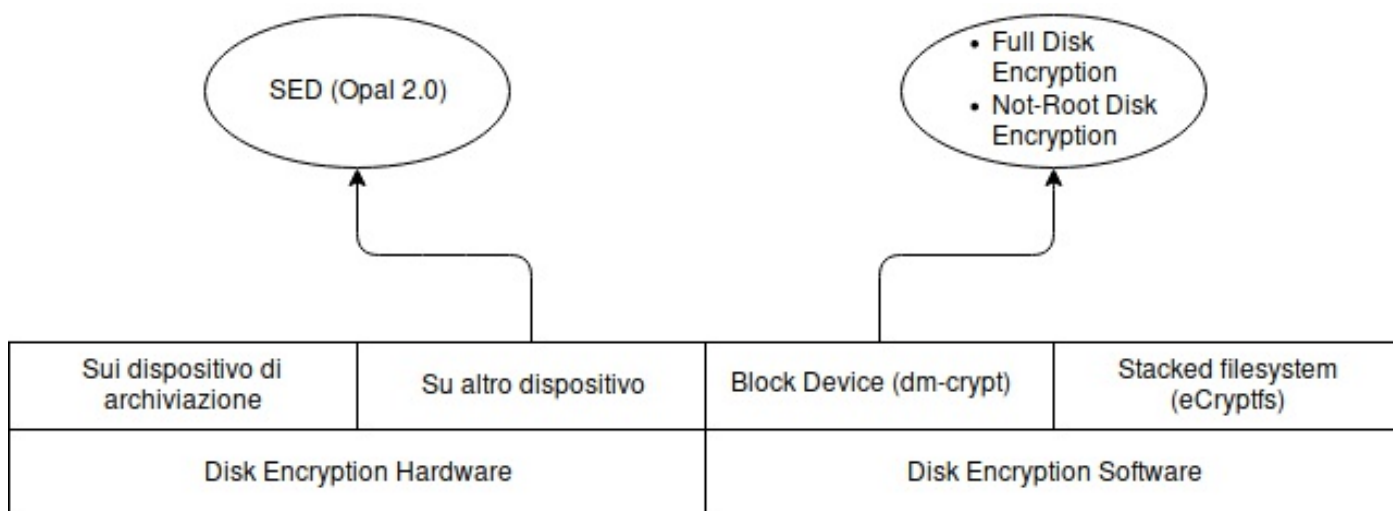 SED (Opal 2.0)
• Full Disk
Encryption
• Not-Root Disk
Encryption
Sui dispositivo di
archiviazione
Su altro dispositivo
Block Device (dm-crypt)
Stacked filesystem
(eCryptfs)
Disk Encryption Hardware
Disk Encryption Software